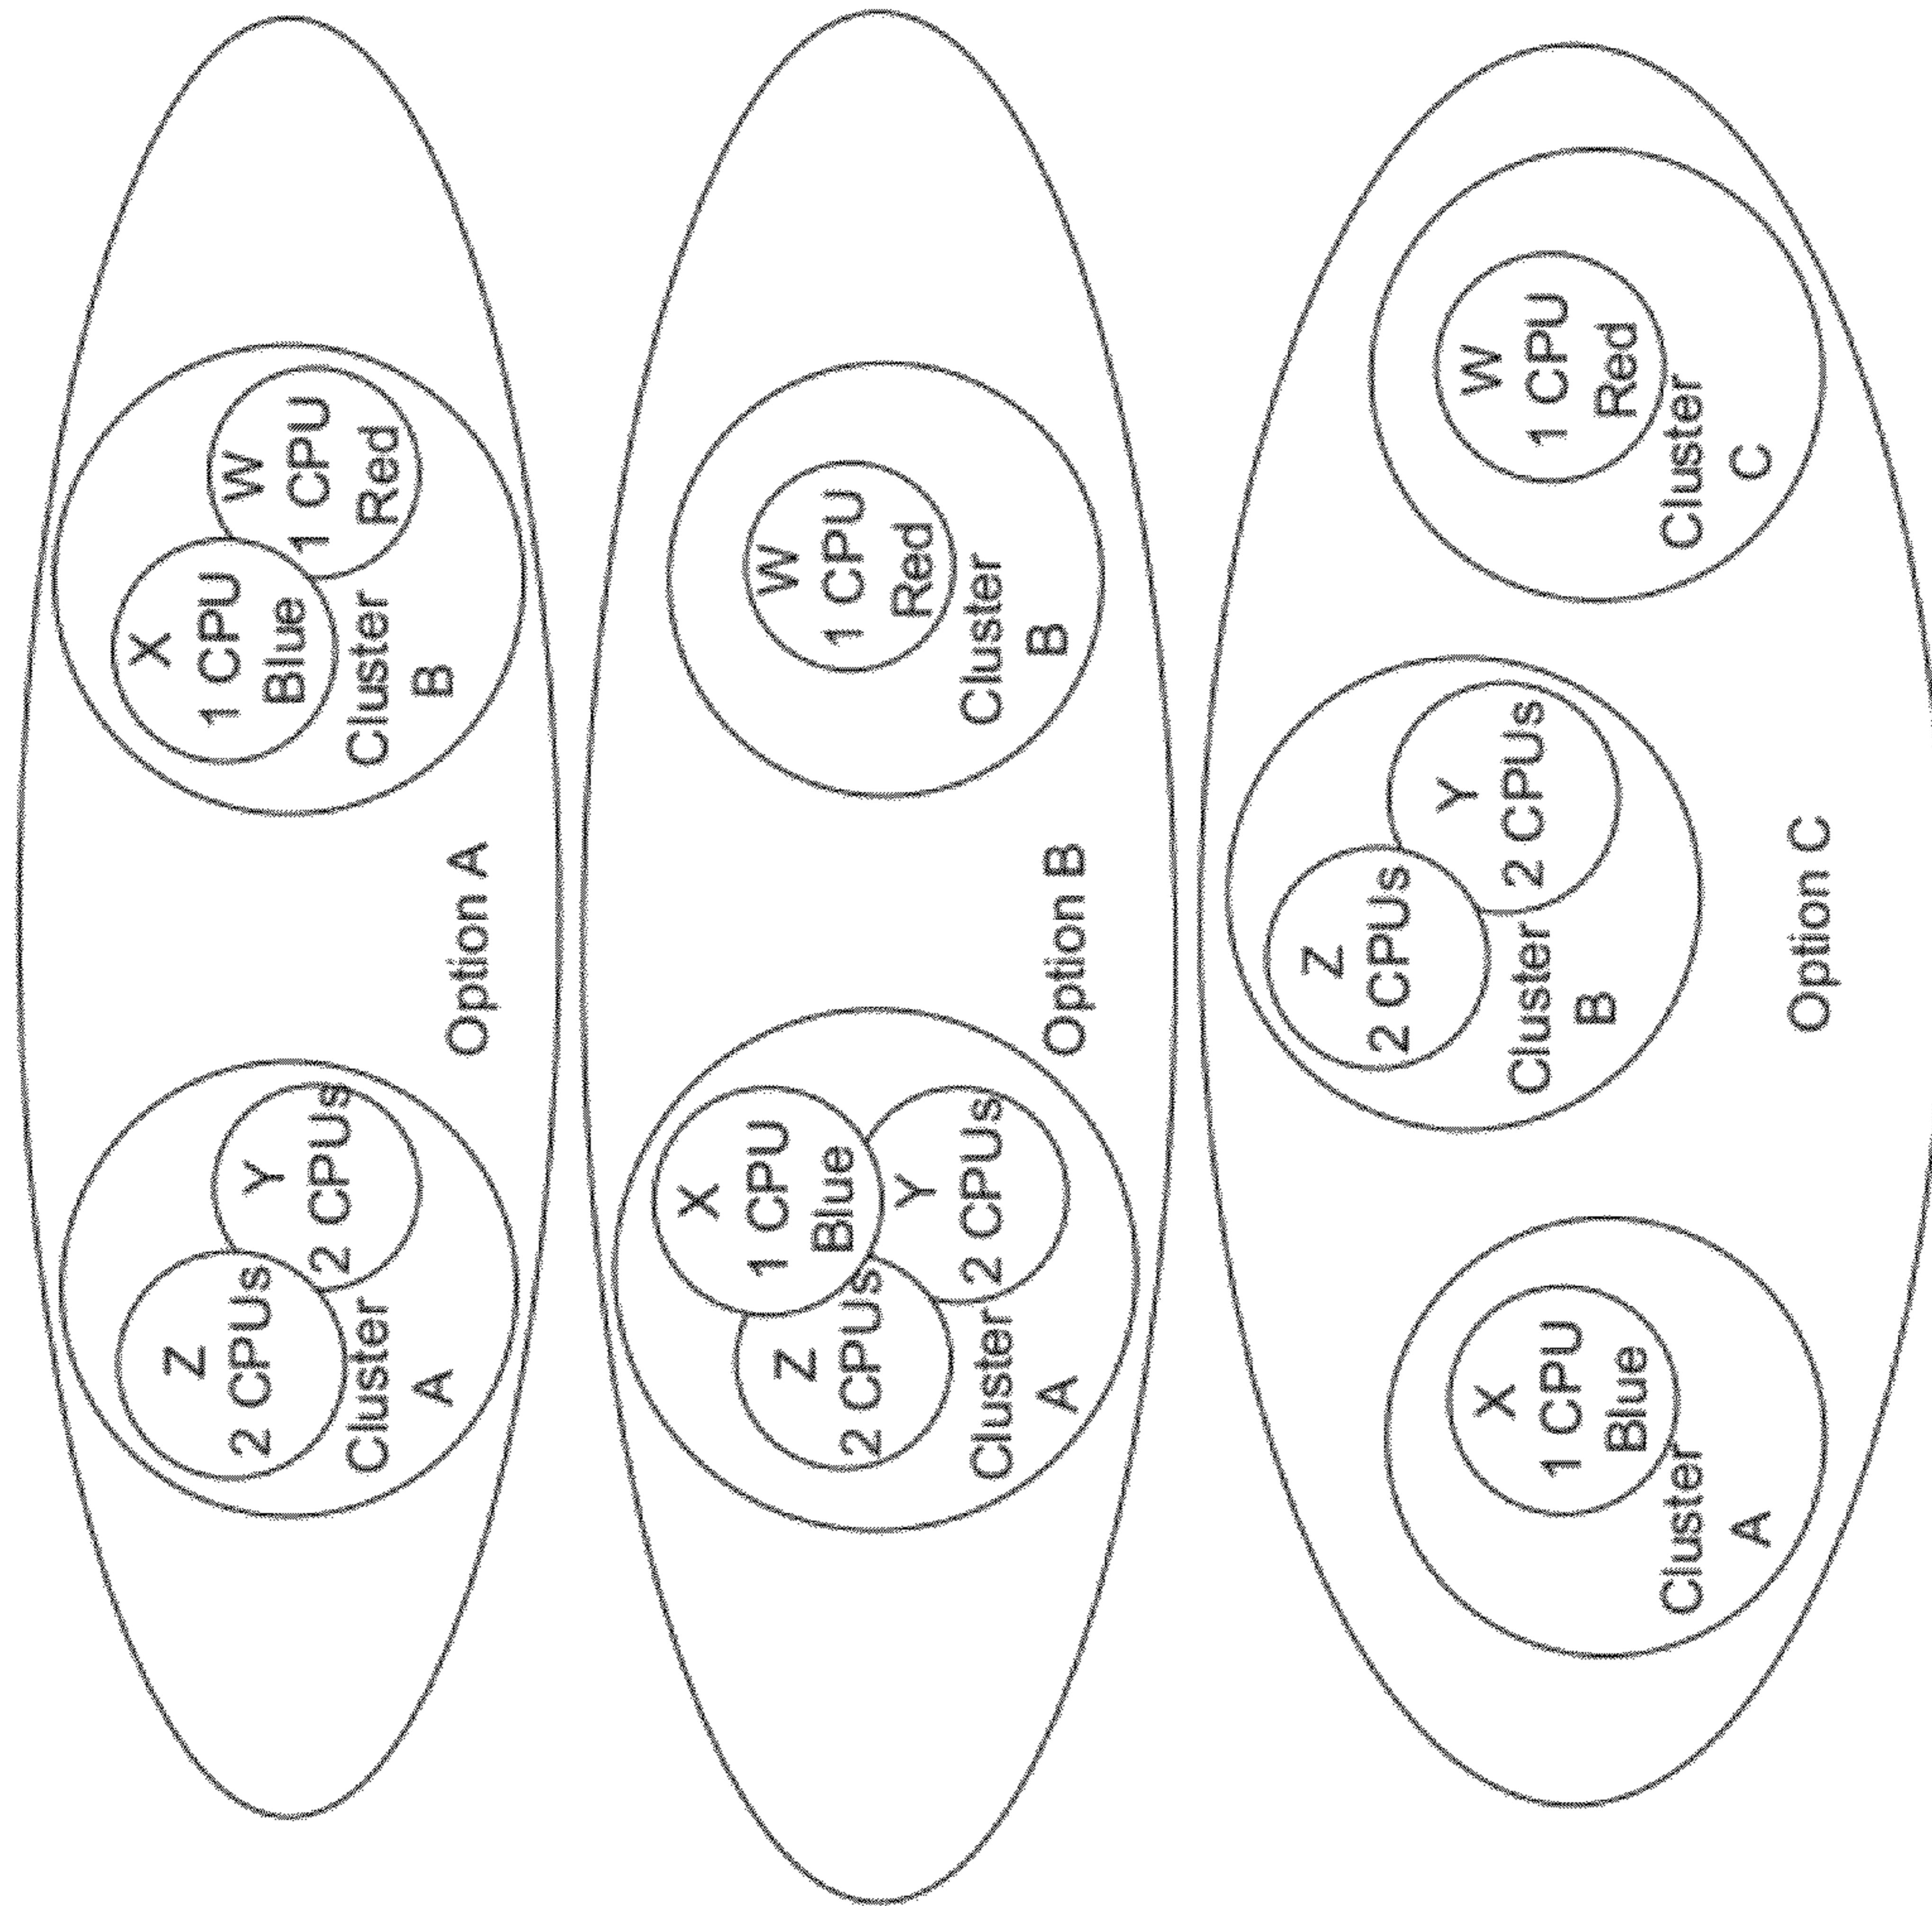 Z
2 CPUs
Y
2 CPUs
Cluster
A
X
1 CPU
Blue
W
1 CPU
Red
Cluster
B
Option A
X
1 CPU
Blue
Z
2 CPUs
Y
2 CPUs
Cluster
A
W
1 CPU
Red
Cluster
B
Option B
X
1 CPU
Blue
Cluster
A
Z
2 CPUs
Y
2 CPUs
Cluster
B
W
1 CPU
Red
Cluster
C
Option C